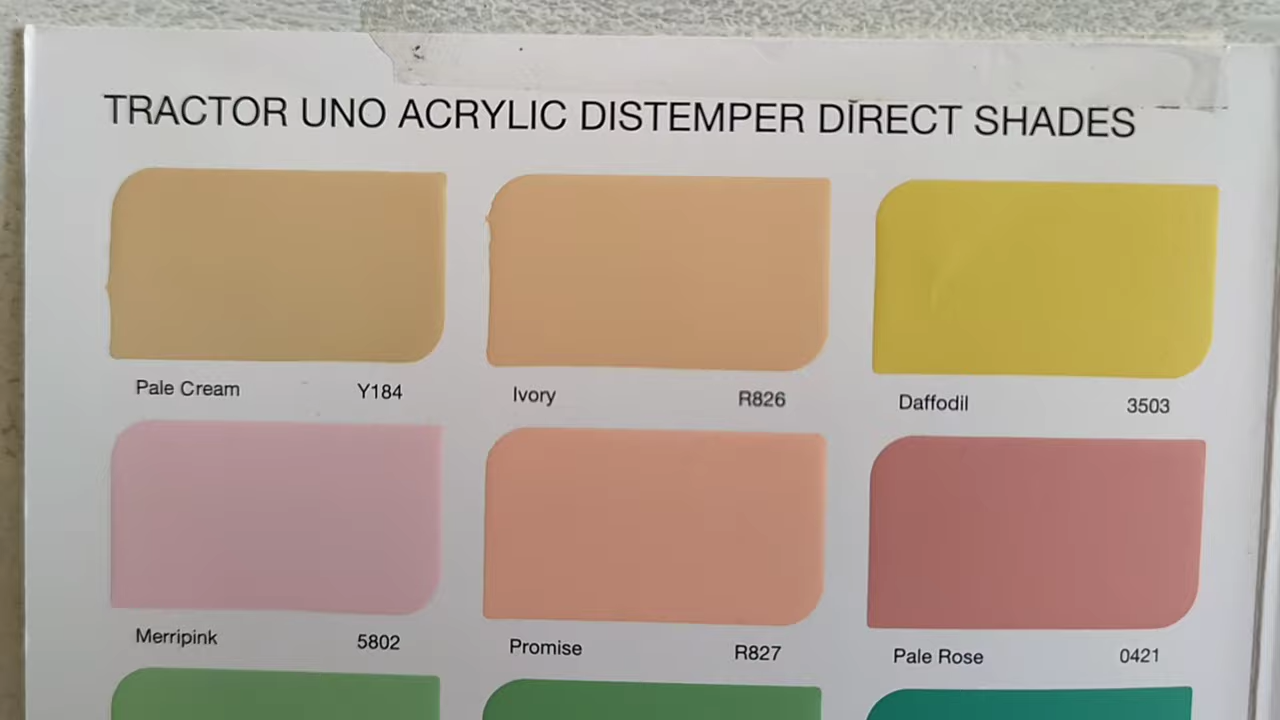 TRACTOR UNO ACRYLIC DISTEMPER DIRECT SHADES
Pale Cream Y184 Ivory R826 Daffodil 3503
Merripink 5802 Promise R827 Pale Rose 0421